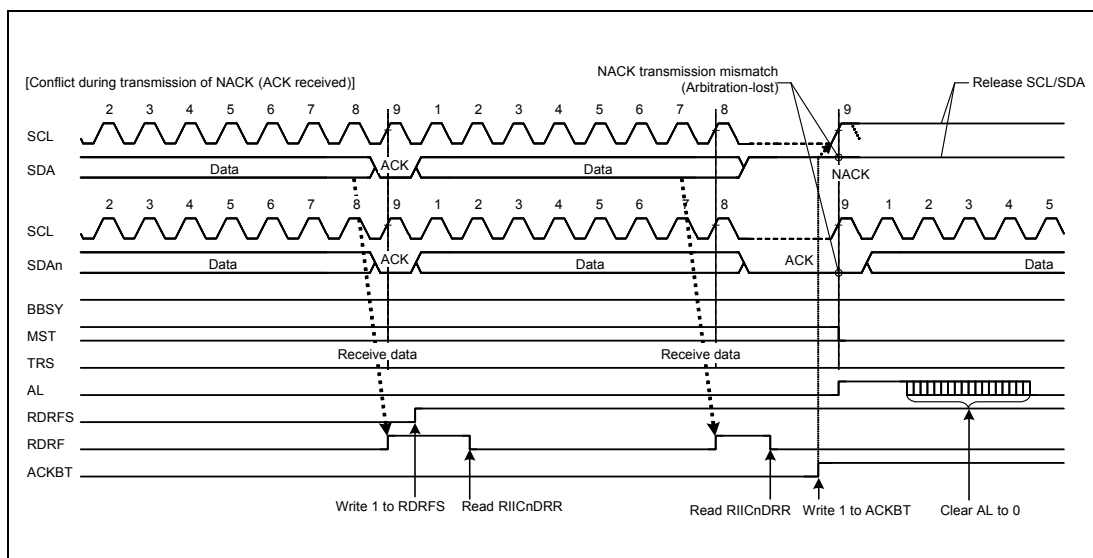 [Conflict during transmission of NACK (ACK received)]
NACK transmission mismatch
(Arbitration-lost)
Release SCL/SDA
2 3 4 5 6 7 8 9 1 2 3 4 5 6 7 8 9
SCL
SDA Data ACK Data NACK
2 3 4 5 6 7 8 9 1 2 3 4 5 6 7 8 9 1 2 3 4 5
SCL
SDAn Data ACK Data ACK Data
BBSY
MST
Receive data Receive data
TRS
AL
RDRFS
RDRF
ACKBT
Write 1 to RDRFS Read RIICnDRR Read RIICnDRR Write 1 to ACKBT Clear AL to 0